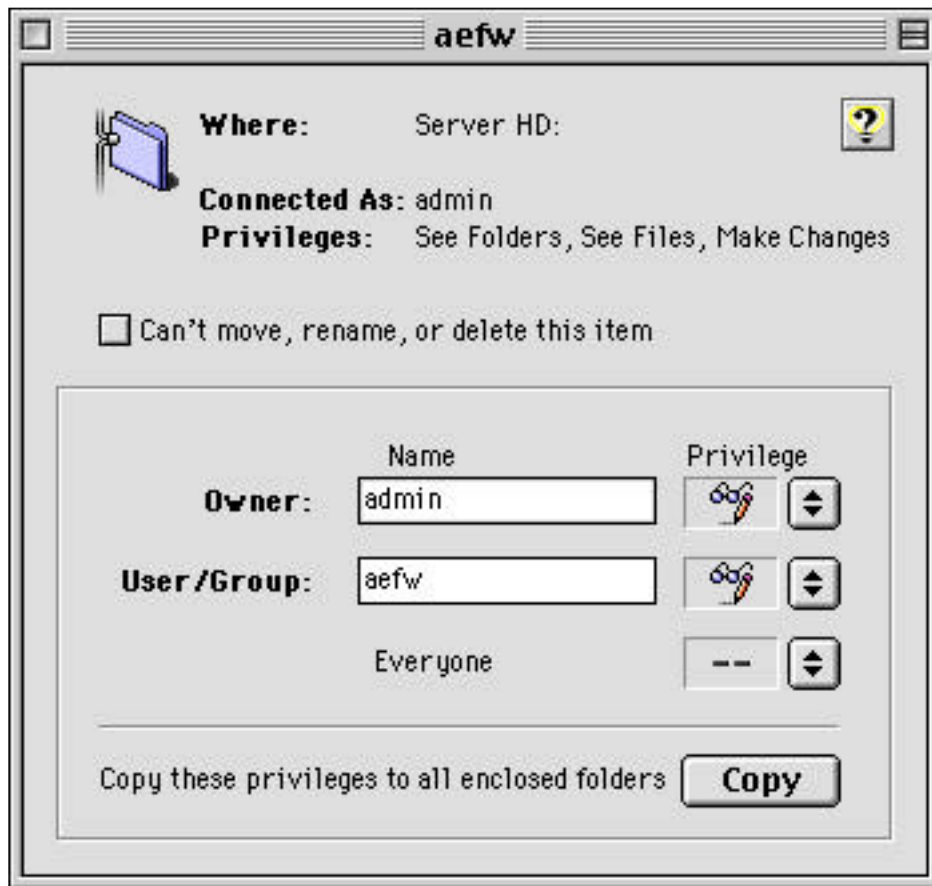 aefw
Where: Server HD:
Connected As: admin
Privileges: See Folders, See Files, Make Changes
Can't move, rename, or delete this item
Name Privilege
Owner: admin
User/Group: aefw
Everyone --
Copy these privileges to all enclosed folders Copy